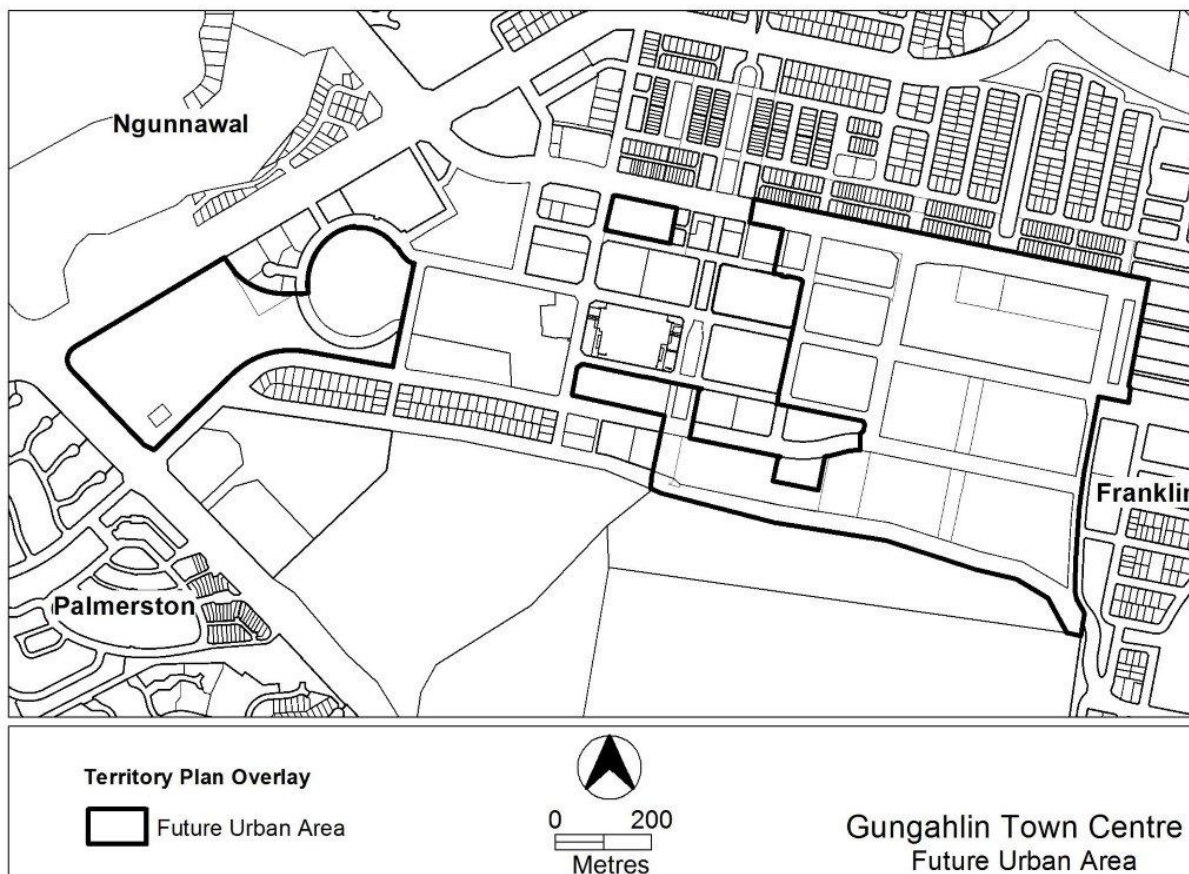 Ngunnawal
Franklin
Palmerston
Territory Plan Overlay
Future Urban Area
0 200
Metres
Gungahlin Town Centre
Future Urban Area